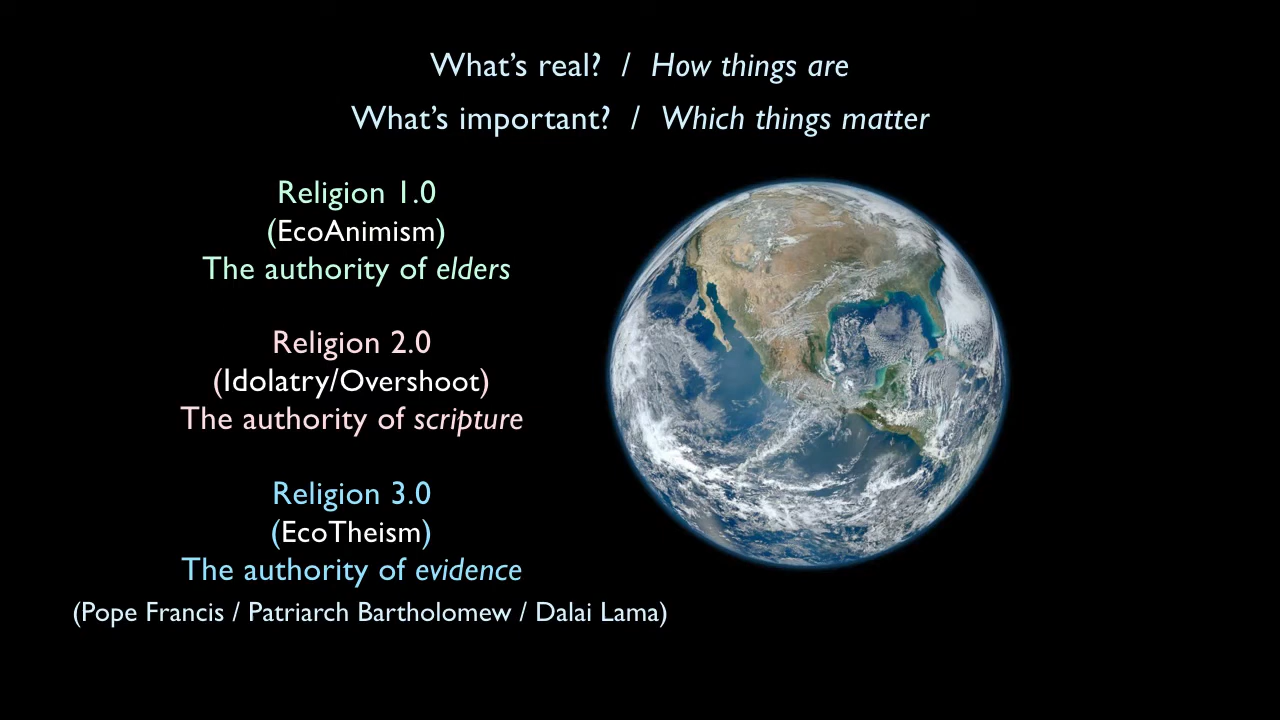 What’s real? / How things are
What’s important? / Which things matter
Religion 1.0
(EcoAnimism)
The authority of elders
Religion 2.0
(Idolatry/Overshoot)
The authority of scripture
Religion 3.0
(EcoTheism)
The authority of evidence
(Pope Francis / Patriarch Bartholomew / Dalai Lama)